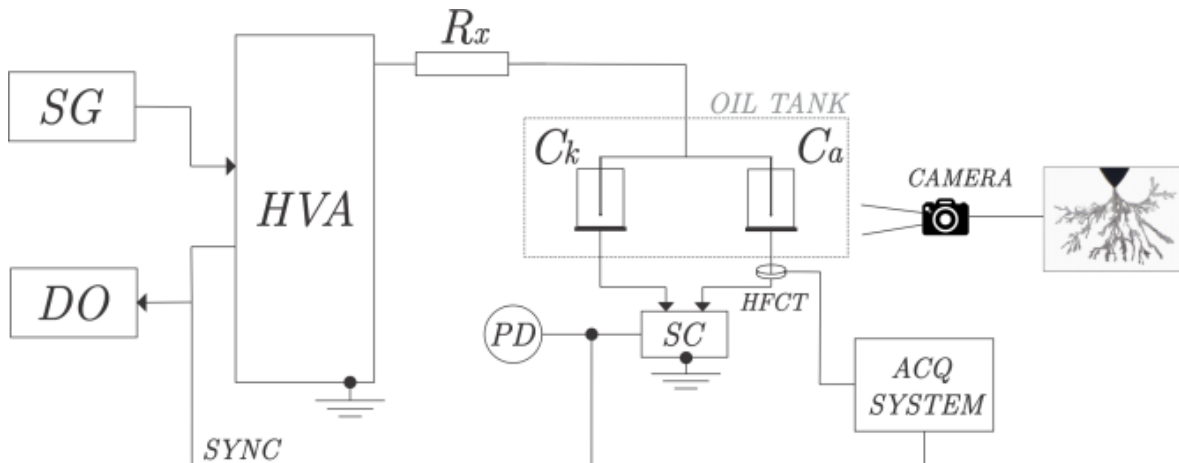 SG
DO
HVA
Rx
OIL TANK
Ck
Ca
CAMERA
HFCT
PD
SC
ACQ
SYSTEM
SYNC